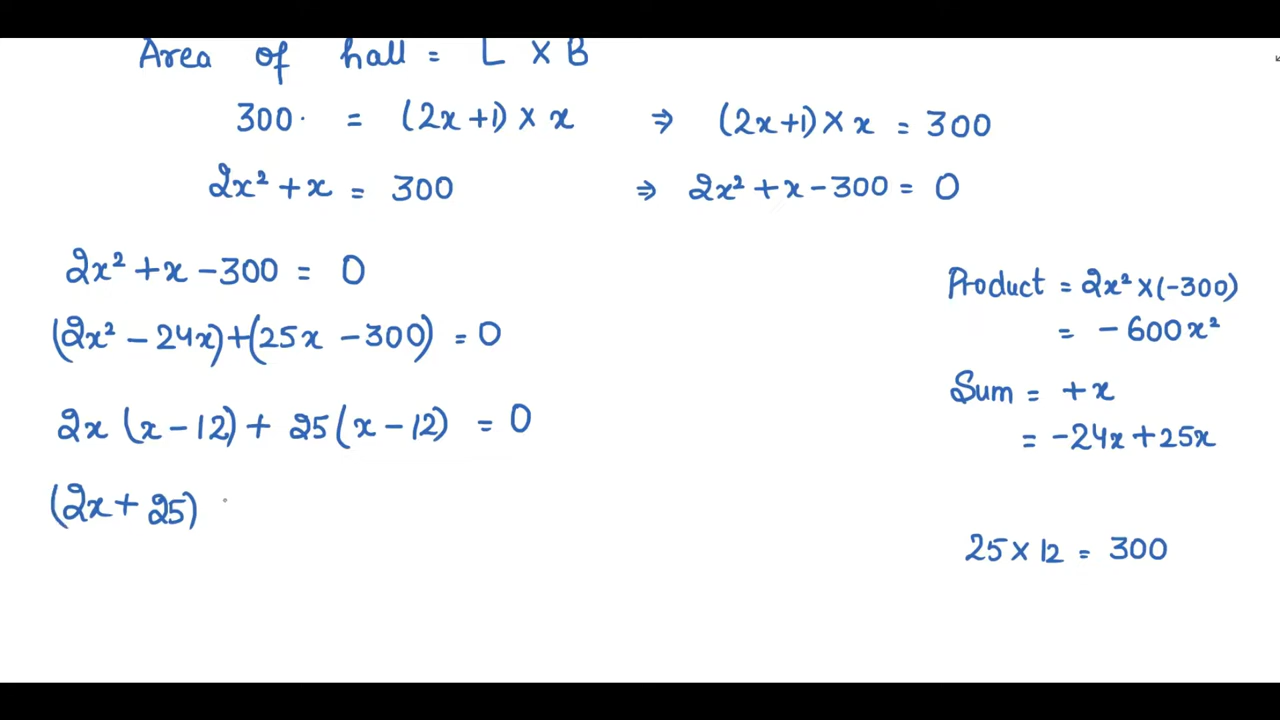 Area of hall = L × B
300. = (2x+1) × x ⇒ (2x+1) × x = 300
2x² + x = 300 ⇒ 2x² + x - 300 = 0
2x² + x - 300 = 0
(2x² - 24x) + (25x - 300) = 0
2x (x - 12) + 25 (x - 12) = 0
(2x + 25)
Product = 2x² × (-300)
= - 600x²
Sum = + x
= -24x + 25x
25 × 12 = 300